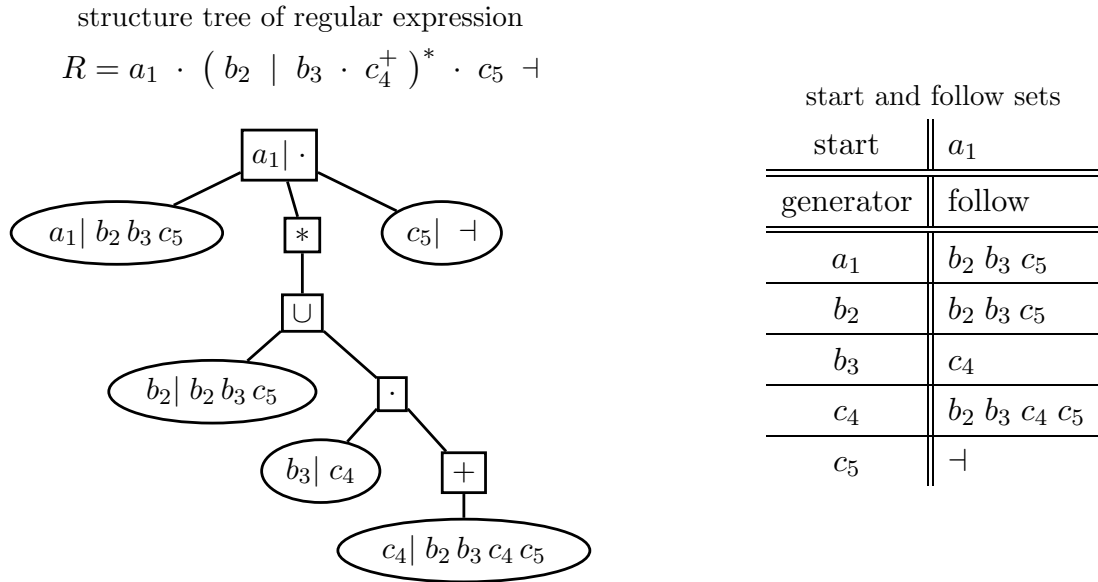 structure tree of regular expression
R = a₁ · ( b₂ | b₃ · c₄⁺ )* · c₅ ⊣
a₁| ·
a₁| b₂ b₃ c₅
*
c₅| ⊣
∪
b₂| b₂ b₃ c₅
·
b₃| c₄
+
c₄| b₂ b₃ c₄ c₅
start and follow sets
start a₁
generator follow
a₁ b₂ b₃ c₅
b₂ b₂ b₃ c₅
b₃ c₄
c₄ b₂ b₃ c₄ c₅
c₅ ⊣